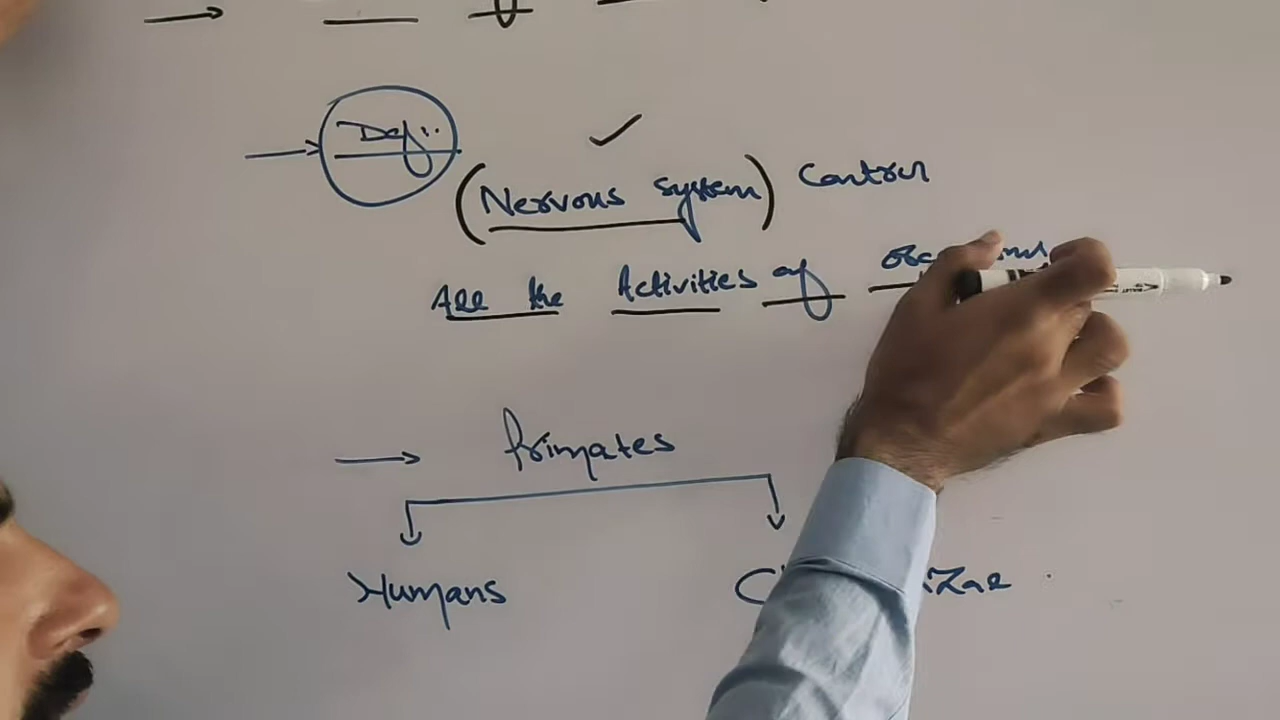 Def:
(Nervous system) Control
All the Activities of
Primates
Humans